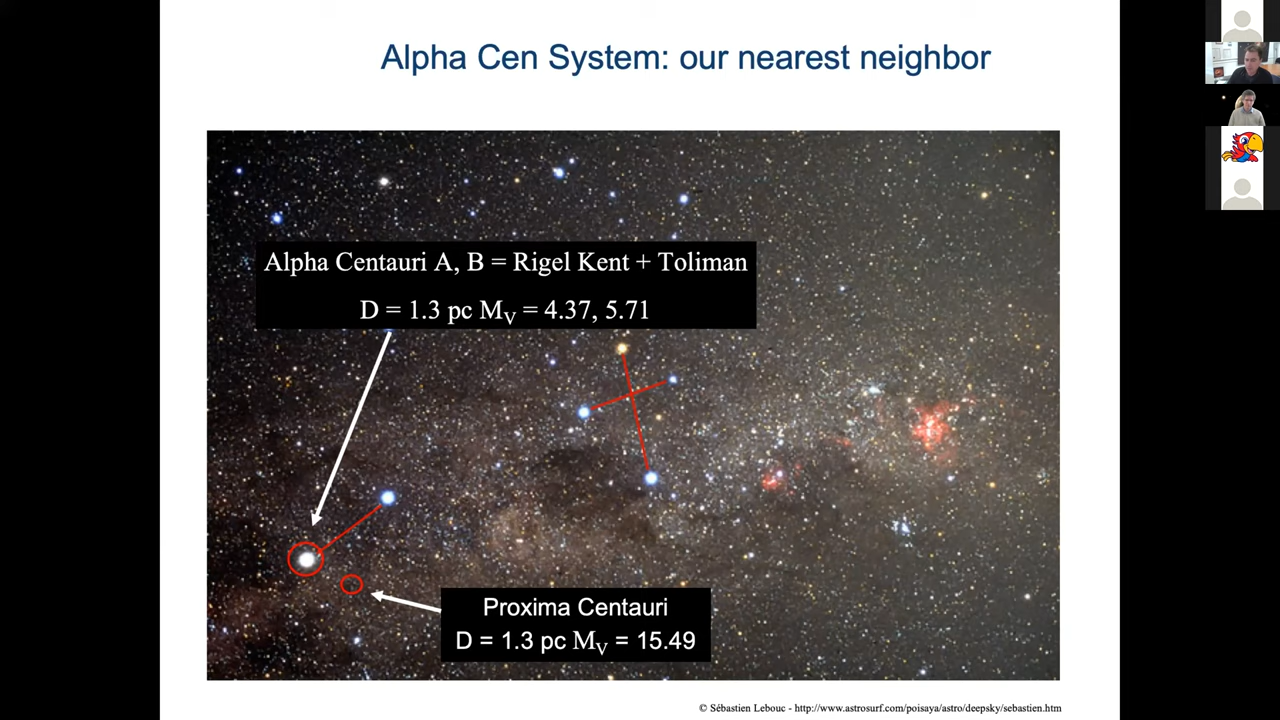 Alpha Cen System: our nearest neighbor
Alpha Centauri A, B = Rigel Kent + Toliman
D = 1.3 pc M_V = 4.37, 5.71
Proxima Centauri
D = 1.3 pc M_V = 15.49
© Sébastien Lebouc - http://www.astrosurf.com/poisaya/astro/deepsky/sebastien.htm